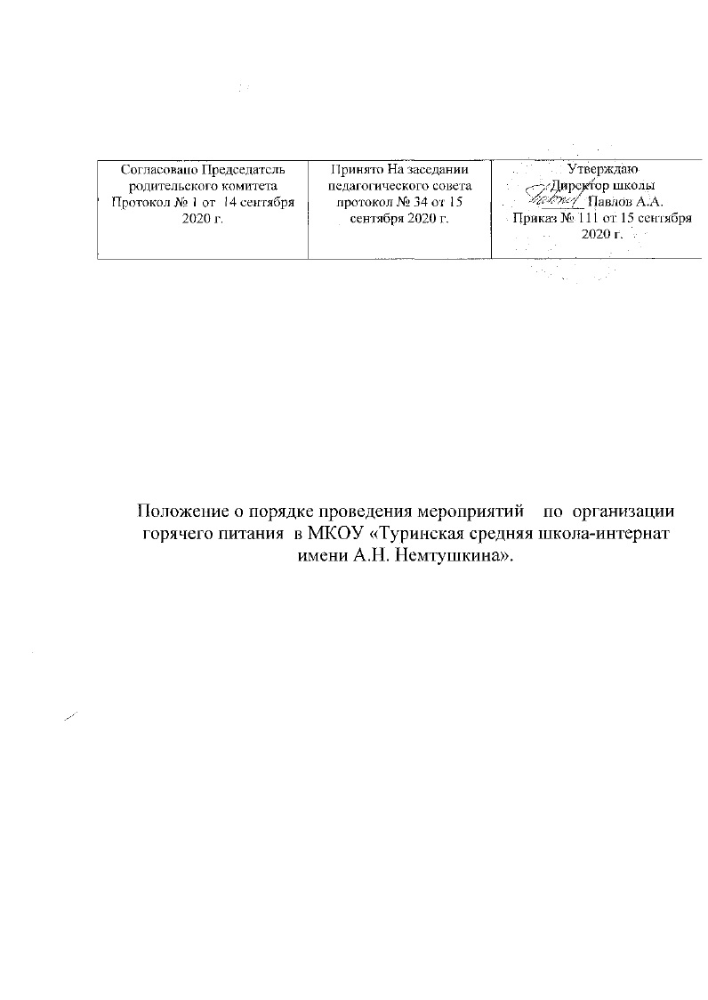 Согласовано Председатель
родительского комитета
Протокол № 1 от 14 сентября
2020 г.
Принято На заседании
педагогического совета
протокол № 34 от 15
сентября 2020 г.
Утверждаю
Директор школы
Павлов А.А.
Приказ № 111 от 15 сентября
2020 г.
Положение о порядке проведения мероприятий по организации
горячего питания в МКОУ «Туринская средняя школа-интернат
имени А.Н. Немтушкина».